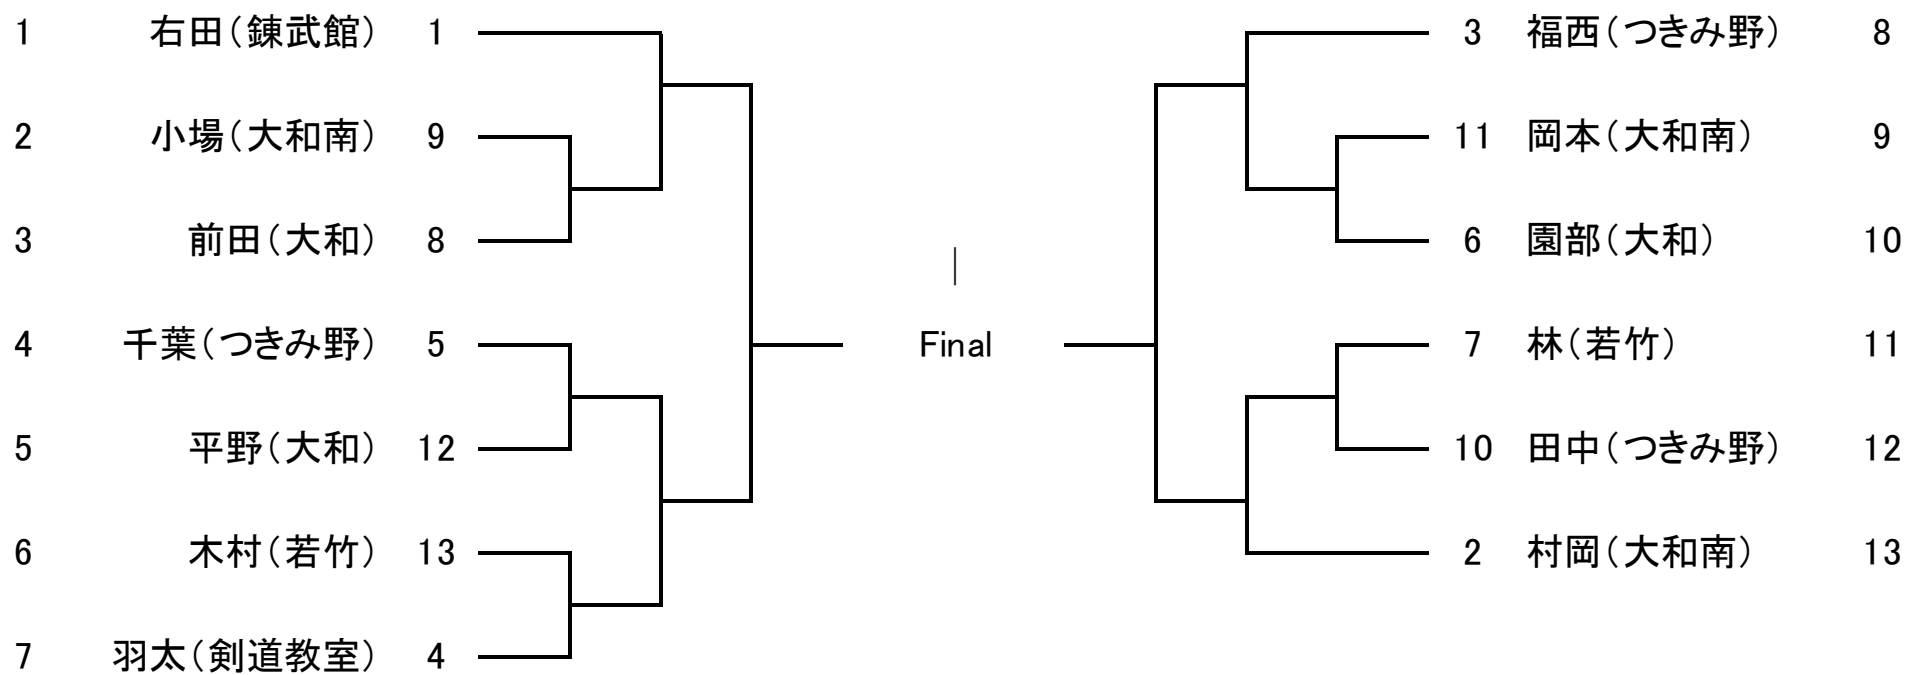 1 右田（錬武館） 1 3 福西（つきみ野） 8
2 小場（大和南） 9 11 岡本（大和南） 9
3 前田（大和） 8 6 園部（大和） 10
4 千葉（つきみ野） 5 Final 7 林（若竹） 11
5 平野（大和） 12 10 田中（つきみ野） 12
6 木村（若竹） 13 2 村岡（大和南） 13
7 羽太（剣道教室） 4